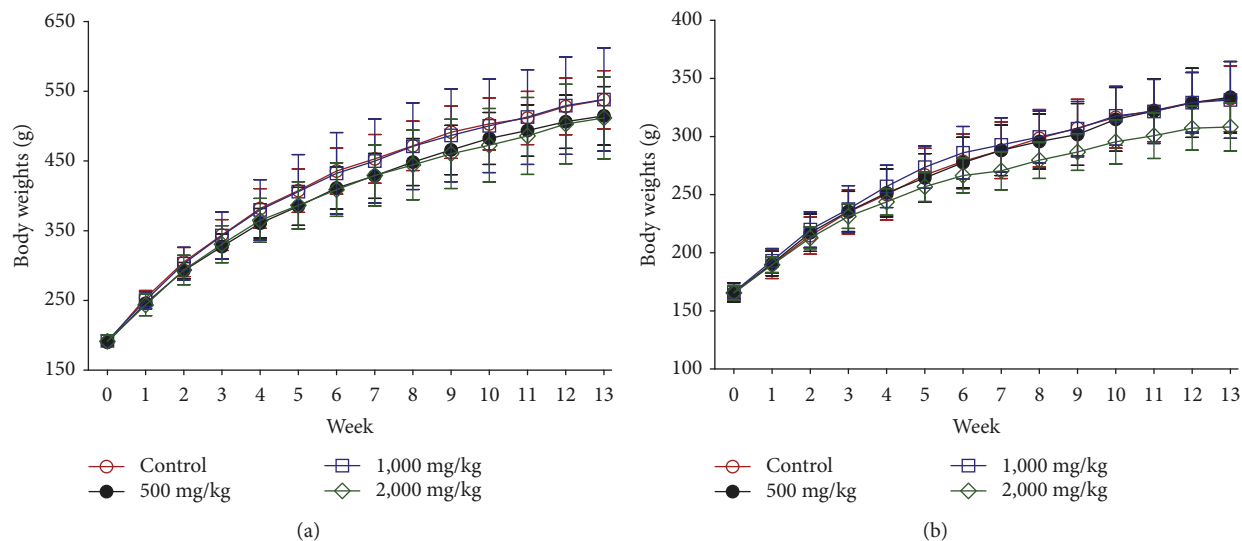 650
550
450
350
250
150
Body weights (g)
0 1 2 3 4 5 6 7 8 9 10 11 12 13
Week
Control
500 mg/kg
1,000 mg/kg
2,000 mg/kg
(a)
400
350
300
250
200
150
100
Body weights (g)
0 1 2 3 4 5 6 7 8 9 10 11 12 13
Week
Control
500 mg/kg
1,000 mg/kg
2,000 mg/kg
(b)